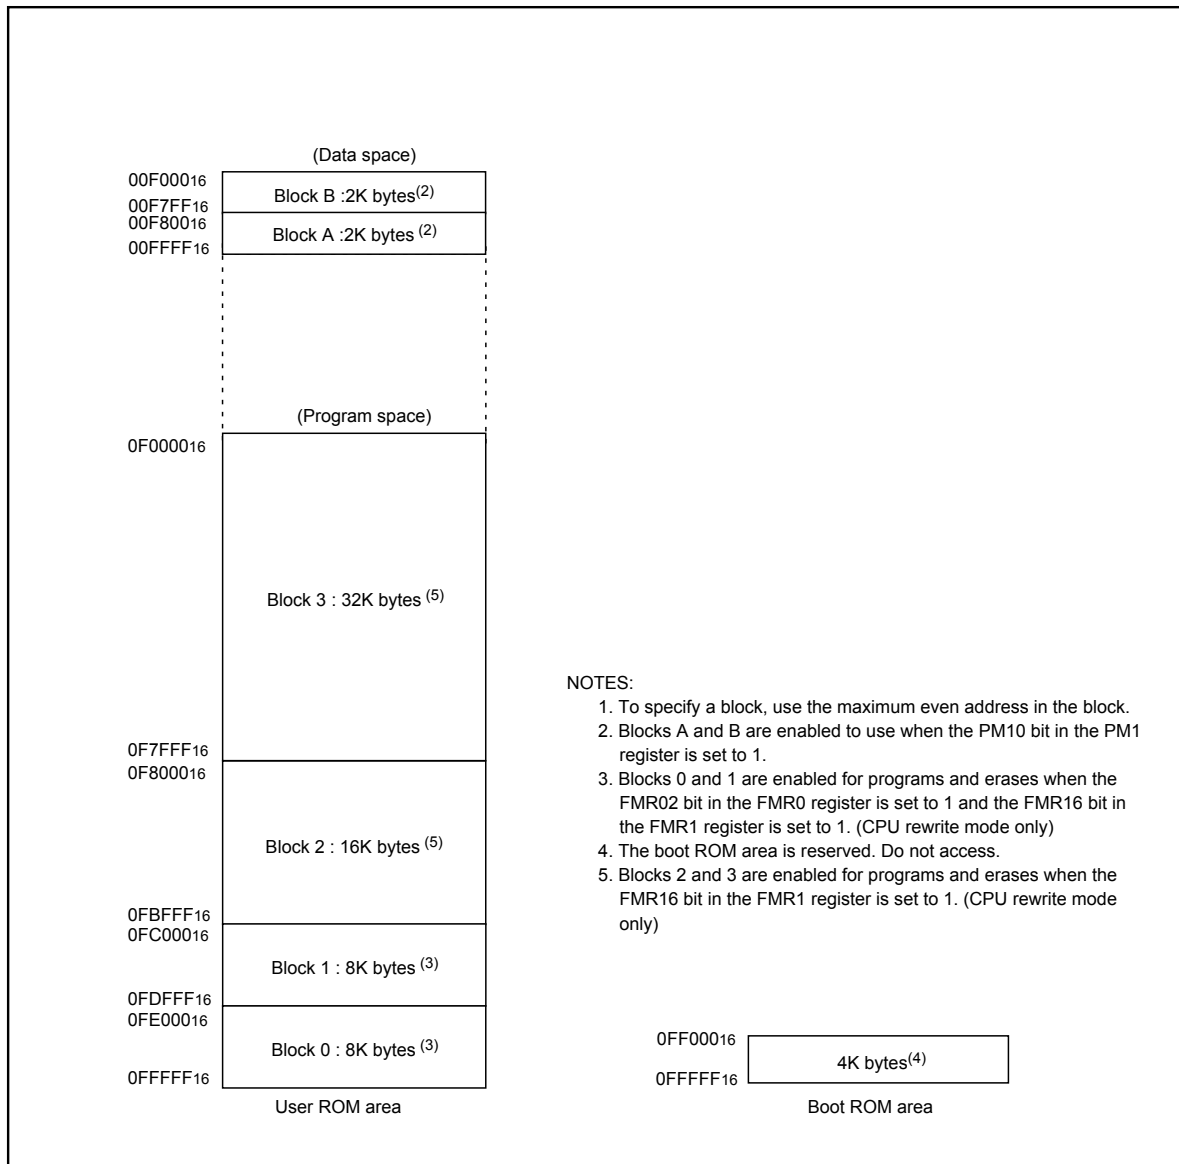 (Data space)
00F00016
Block B :2K bytes(2)
00F7FF16
00F80016
Block A :2K bytes (2)
00FFFF16
(Program space)
0F000016
Block 3 : 32K bytes (5)
0F7FFF16
0F800016
Block 2 : 16K bytes (5)
0FBFFF16
0FC00016
Block 1 : 8K bytes (3)
0FDFFF16
0FE00016
Block 0 : 8K bytes (3)
0FFFFF16
User ROM area
NOTES:
1. To specify a block, use the maximum even address in the block.
2. Blocks A and B are enabled to use when the PM10 bit in the PM1
register is set to 1.
3. Blocks 0 and 1 are enabled for programs and erases when the
FMR02 bit in the FMR0 register is set to 1 and the FMR16 bit in
the FMR1 register is set to 1. (CPU rewrite mode only)
4. The boot ROM area is reserved. Do not access.
5. Blocks 2 and 3 are enabled for programs and erases when the
FMR16 bit in the FMR1 register is set to 1. (CPU rewrite mode
only)
0FF00016
4K bytes(4)
0FFFFF16
Boot ROM area